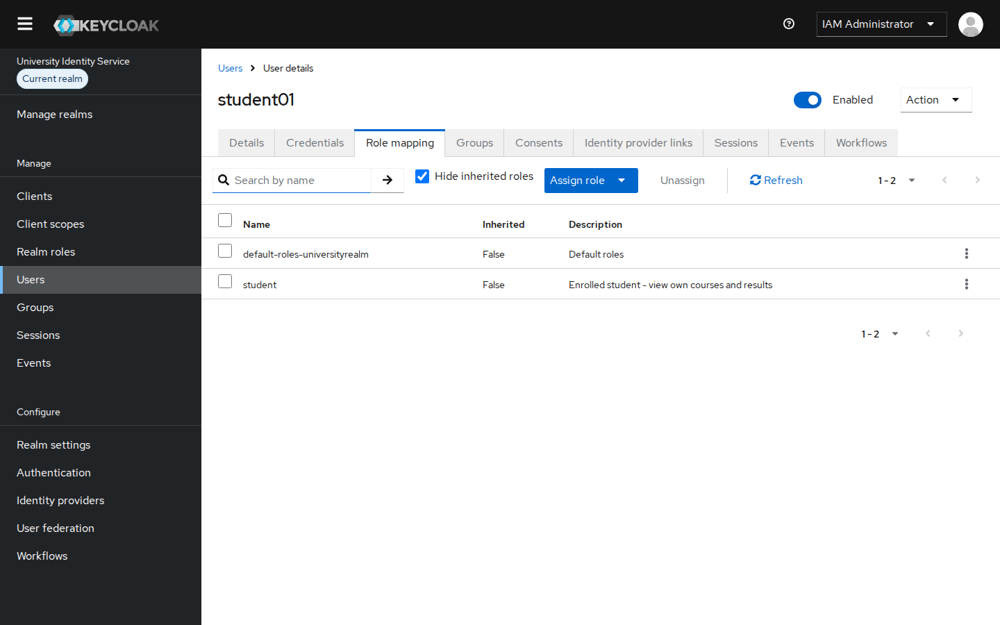 KEYCLOAK
IAM Administrator
University Identity Service
Current realm
Manage realms
Manage
Clients
Client scopes
Realm roles
Users
Groups
Sessions
Events
Configure
Realm settings
Authentication
Identity providers
User federation
Workflows
Users User details
student01
Enabled
Action
Details Credentials Role mapping Groups Consents Identity provider links Sessions Events Workflows
Search by name Hide inherited roles Assign role Unassign Refresh 1 - 2
Name Inherited Description
default-roles-universityrealm False Default roles
student False Enrolled student - view own courses and results
1 - 2